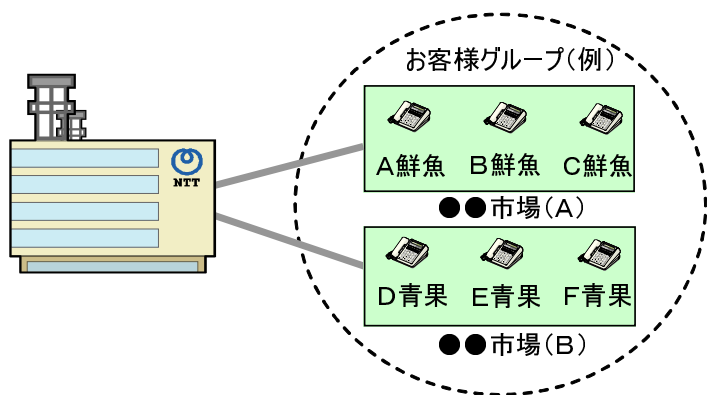 お客様グループ(例)
A鮮魚 B鮮魚 C鮮魚
●●市場(A)
NTT
D青果 E青果 F青果
●●市場(B)